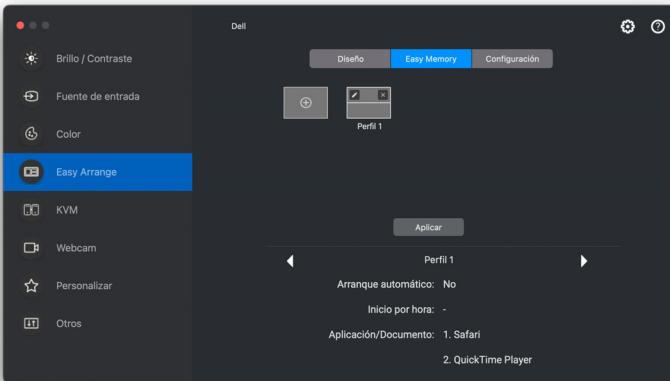 Dell
Brillo / Contraste
Fuente de entrada
Color
Easy Arrange
KVM
Webcam
Personalizar
Otros
Diseño
Easy Memory
Configuración
Perfil 1
Aplicar
Perfil 1
Arranque automático: No
Inicio por hora: -
Aplicación/Documento: 1. Safari
2. QuickTime Player